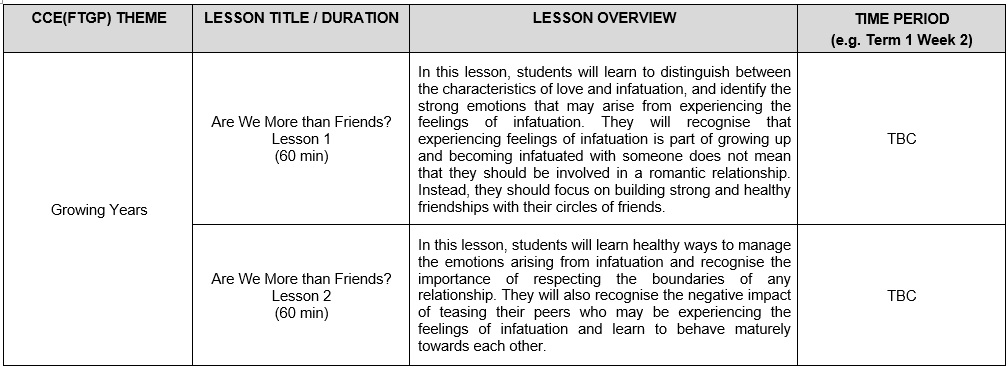 CCE(FTGP) THEME
LESSON TITLE / DURATION
LESSON OVERVIEW
TIME PERIOD
(e.g. Term 1 Week 2)
Growing Years
Are We More than Friends?
Lesson 1
(60 min)
In this lesson, students will learn to distinguish between
the characteristics of love and infatuation, and identify the
strong emotions that may arise from experiencing the
feelings of infatuation. They will recognise that
experiencing feelings of infatuation is part of growing up
and becoming infatuated with someone does not mean
that they should be involved in a romantic relationship.
Instead, they should focus on building strong and healthy
friendships with their circles of friends.
TBC
Are We More than Friends?
Lesson 2
(60 min)
In this lesson, students will learn healthy ways to manage
the emotions arising from infatuation and recognise the
importance of respecting the boundaries of any
relationship. They will also recognise the negative impact
of teasing their peers who may be experiencing the
feelings of infatuation and learn to behave maturely
towards each other.
TBC